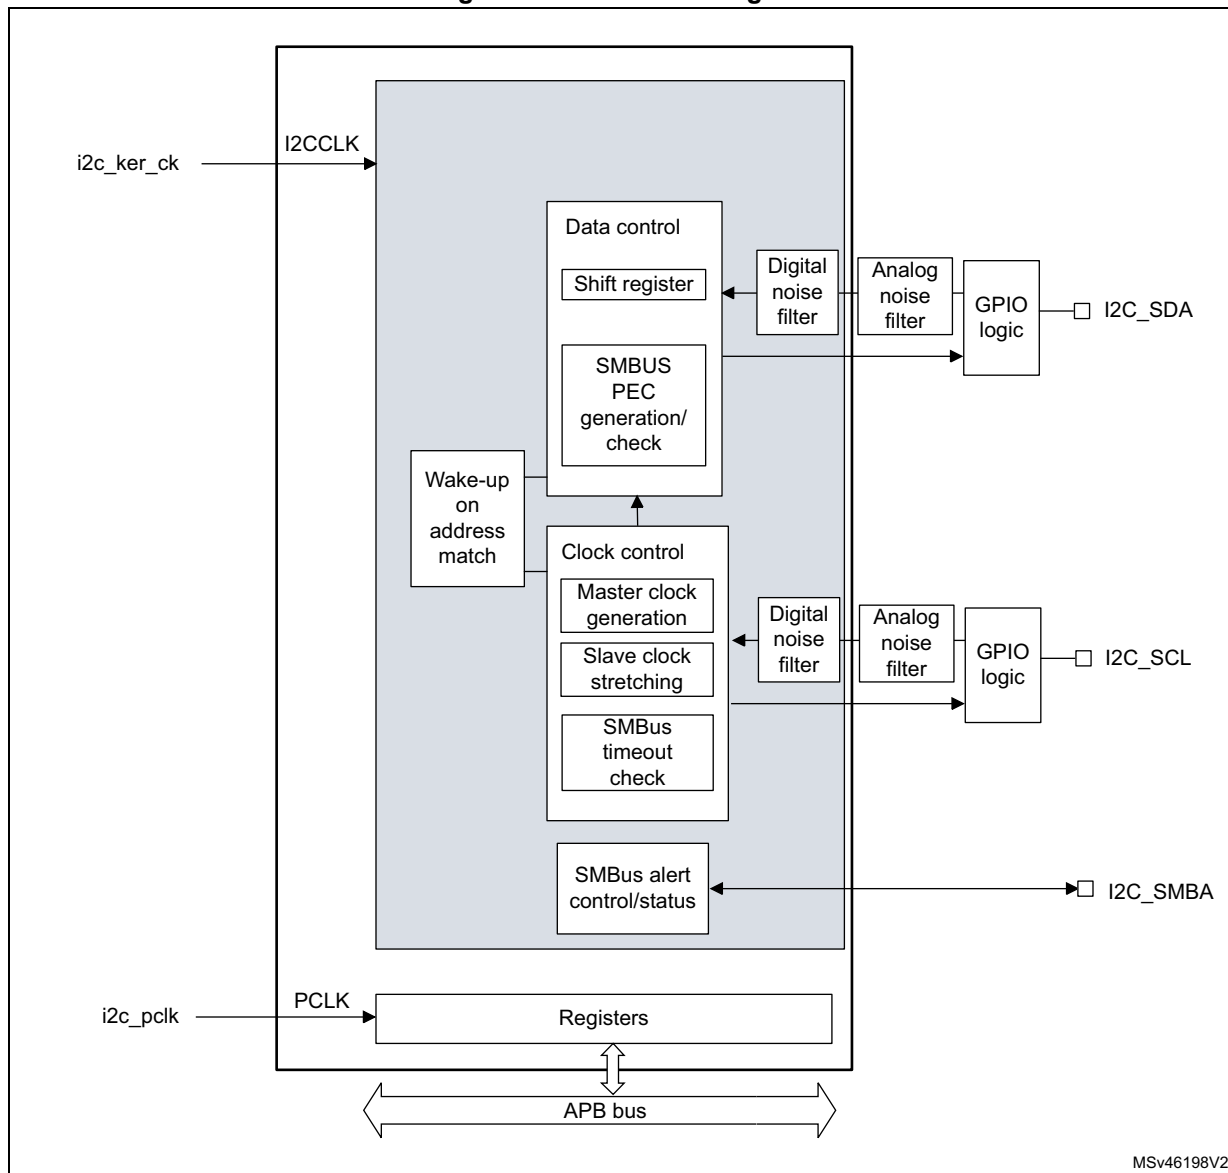 I2CCLK
i2c_ker_ck
Data control
Shift register
SMBUS
PEC
generation/
check
Digital
noise
filter
Analog
noise
filter
GPIO
logic
I2C_SDA
Wake-up
on
address
match
Clock control
Master clock
generation
Slave clock
stretching
SMBus
timeout
check
Digital
noise
filter
Analog
noise
filter
GPIO
logic
I2C_SCL
SMBus alert
control/status
I2C_SMBA
PCLK
i2c_pclk
Registers
APB bus
MSv46198V2